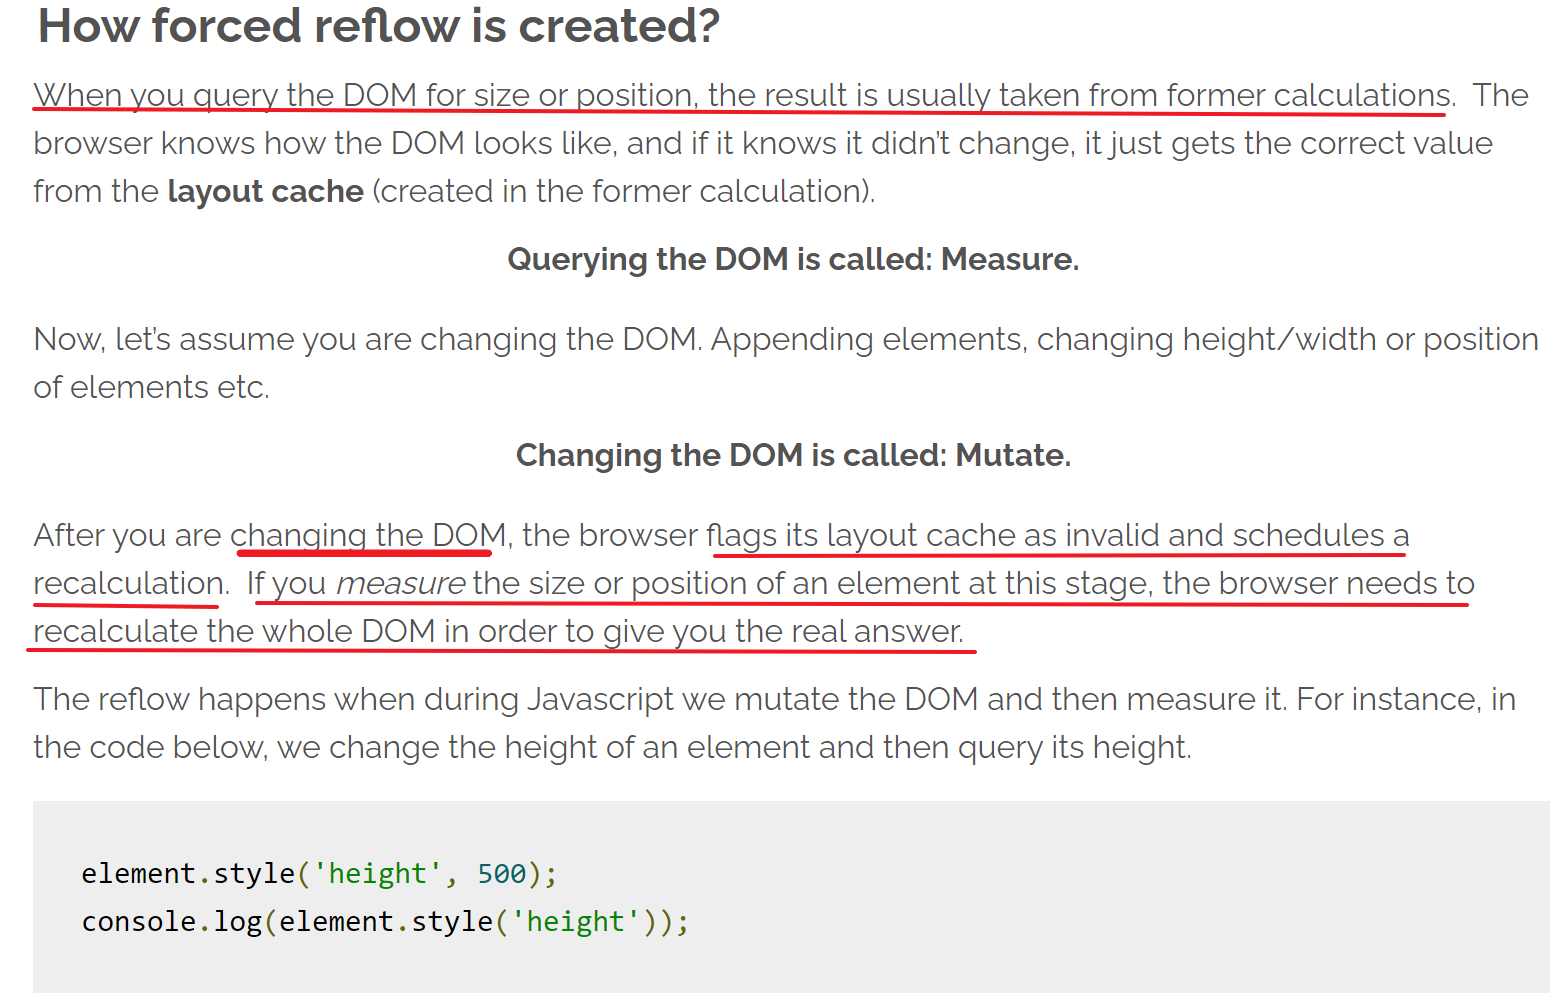 How forced reflow is created?
When you query the DOM for size or position, the result is usually taken from former calculations.  The
browser knows how the DOM looks like, and if it knows it didn’t change, it just gets the correct value
from the layout cache (created in the former calculation).
Querying the DOM is called: Measure.
Now, let’s assume you are changing the DOM. Appending elements, changing height/width or position
of elements etc.
Changing the DOM is called: Mutate.
After you are changing the DOM, the browser flags its layout cache as invalid and schedules a
recalculation.  If you measure the size or position of an element at this stage, the browser needs to
recalculate the whole DOM in order to give you the real answer.
The reflow happens when during Javascript we mutate the DOM and then measure it. For instance, in
the code below, we change the height of an element and then query its height.
element.style('height', 500);
console.log(element.style('height'));